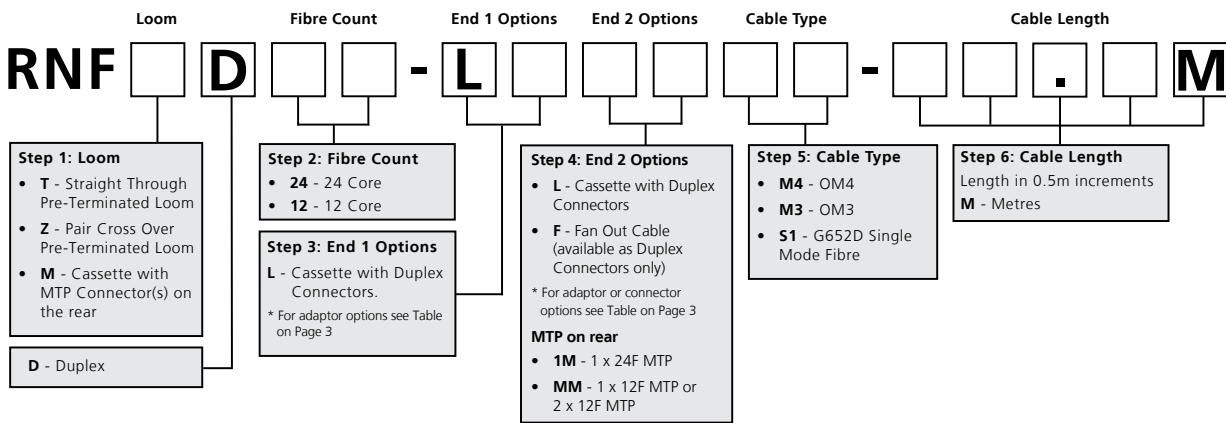 Loom Fibre Count End 1 Options End 2 Options Cable Type Cable Length
RNF D - L - . M
Step 1: Loom
• T - Straight Through
Pre-Terminated Loom
• Z - Pair Cross Over
Pre-Terminated Loom
• M - Cassette with
MTP Connector(s) on
the rear
D - Duplex
Step 2: Fibre Count
• 24 - 24 Core
• 12 - 12 Core
Step 3: End 1 Options
L - Cassette with Duplex
Connectors.
* For adaptor options see Table
on Page 3
Step 4: End 2 Options
• L - Cassette with Duplex
Connectors
• F - Fan Out Cable
(available as Duplex
Connectors only)
* For adaptor or connector
options see Table on Page 3
MTP on rear
• 1M - 1 x 24F MTP
• MM - 1 x 12F MTP or
2 x 12F MTP
Step 5: Cable Type
• M4 - OM4
• M3 - OM3
• S1 - G652D Single
Mode Fibre
Step 6: Cable Length
Length in 0.5m increments
M - Metres